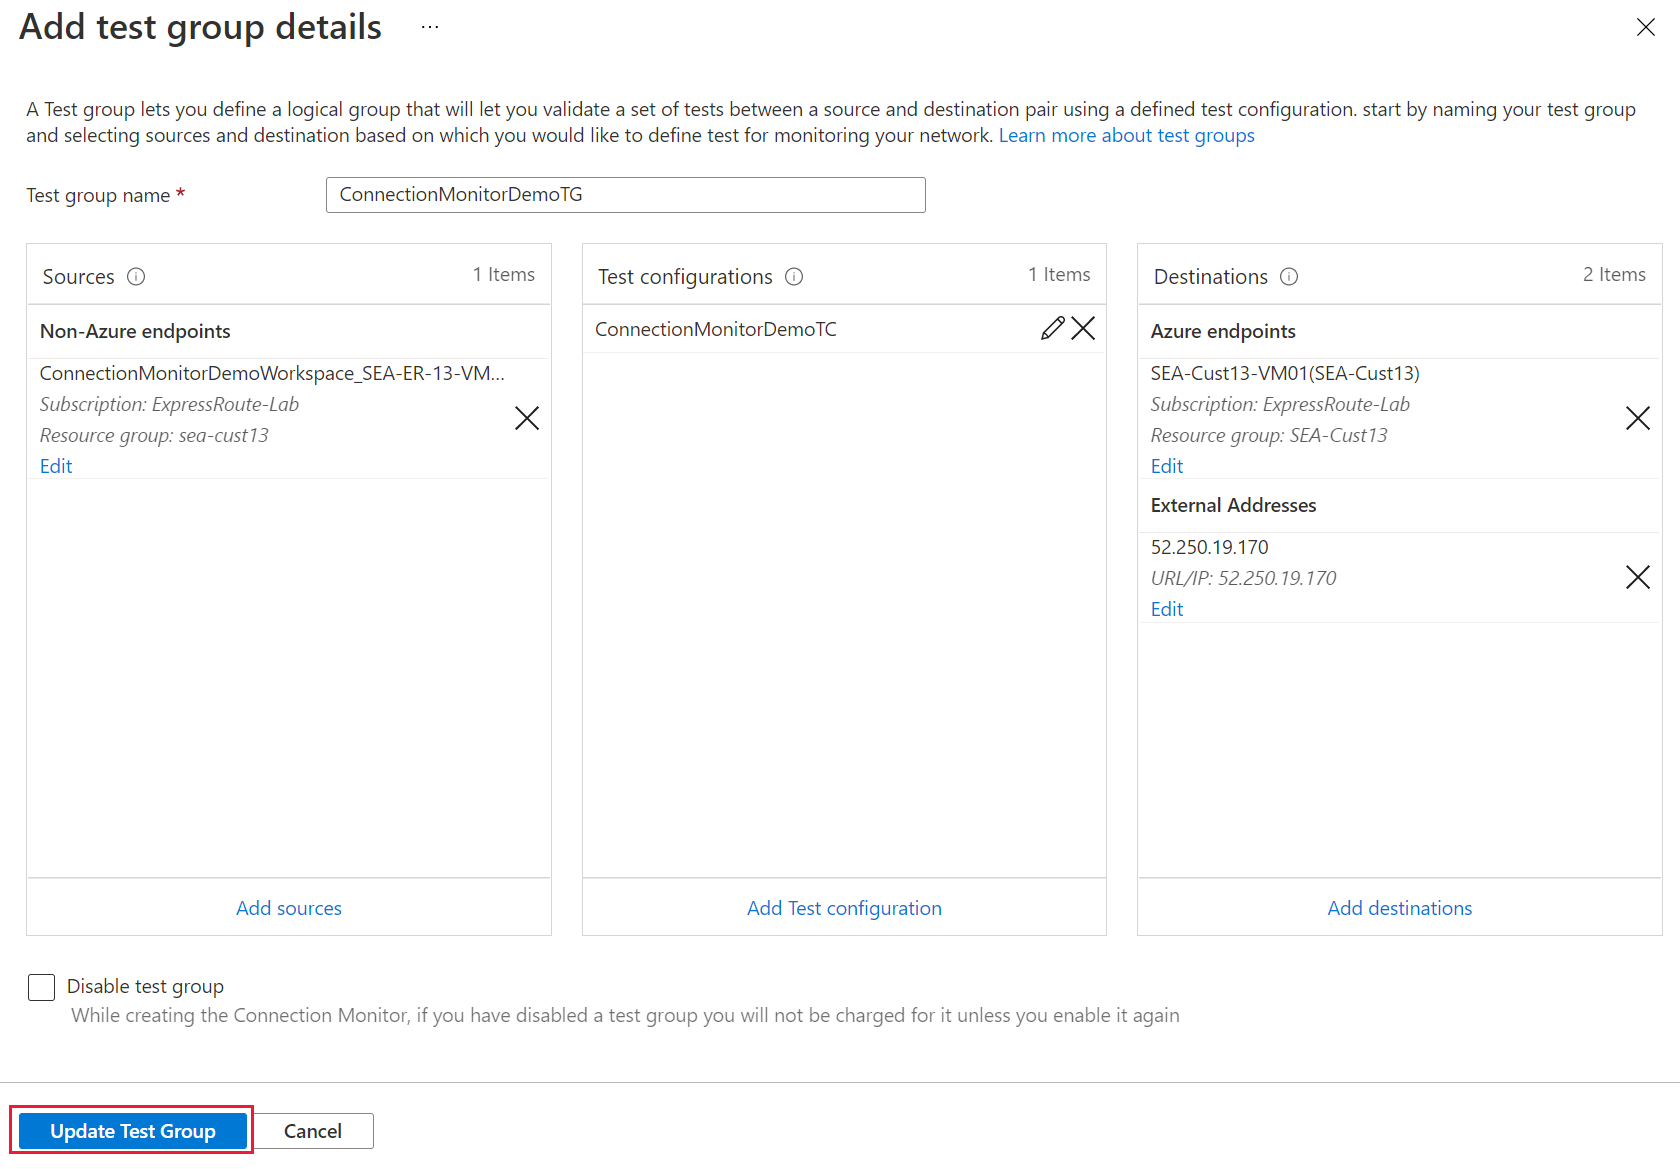 Add test group details ...
A Test group lets you define a logical group that will let you validate a set of tests between a source and destination pair using a defined test configuration. start by naming your test group
and selecting sources and destination based on which you would like to define test for monitoring your network. Learn more about test groups
Test group name *
ConnectionMonitorDemoTG
Sources
1 Items
Non-Azure endpoints
ConnectionMonitorDemoWorkspace_SEA-ER-13-VM...
Subscription: ExpressRoute-Lab
Resource group: sea-cust13
Edit
Add sources
Test configurations
1 Items
ConnectionMonitorDemoTC
Add Test configuration
Destinations
2 Items
Azure endpoints
SEA-Cust13-VM01(SEA-Cust13)
Subscription: ExpressRoute-Lab
Resource group: SEA-Cust13
Edit
External Addresses
52.250.19.170
URL/IP: 52.250.19.170
Edit
Add destinations
Disable test group
While creating the Connection Monitor, if you have disabled a test group you will not be charged for it unless you enable it again
Update Test Group
Cancel